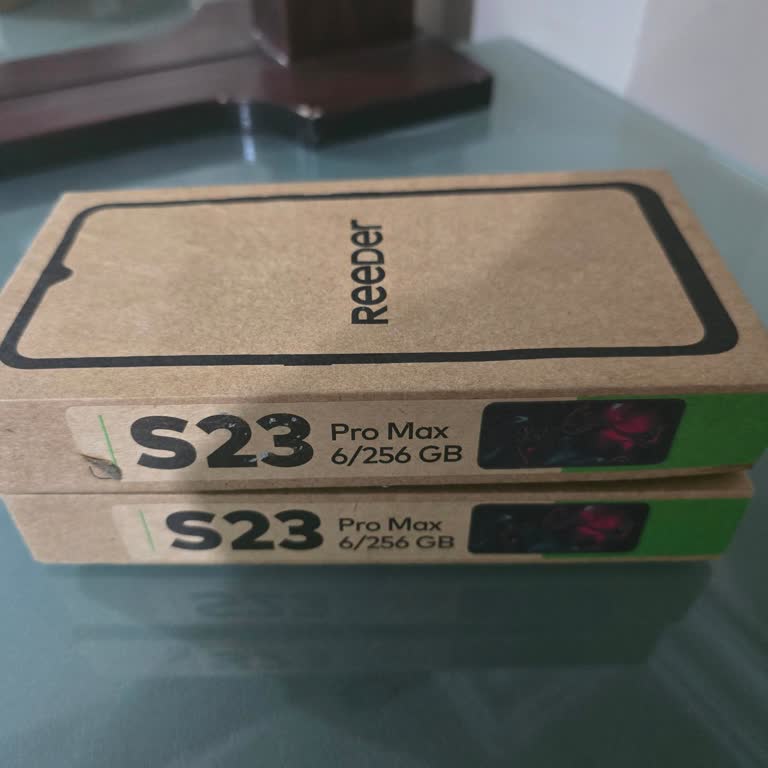 Reeder
S23
Pro Max
6/256 GB
S23
Pro Max
6/256 GB